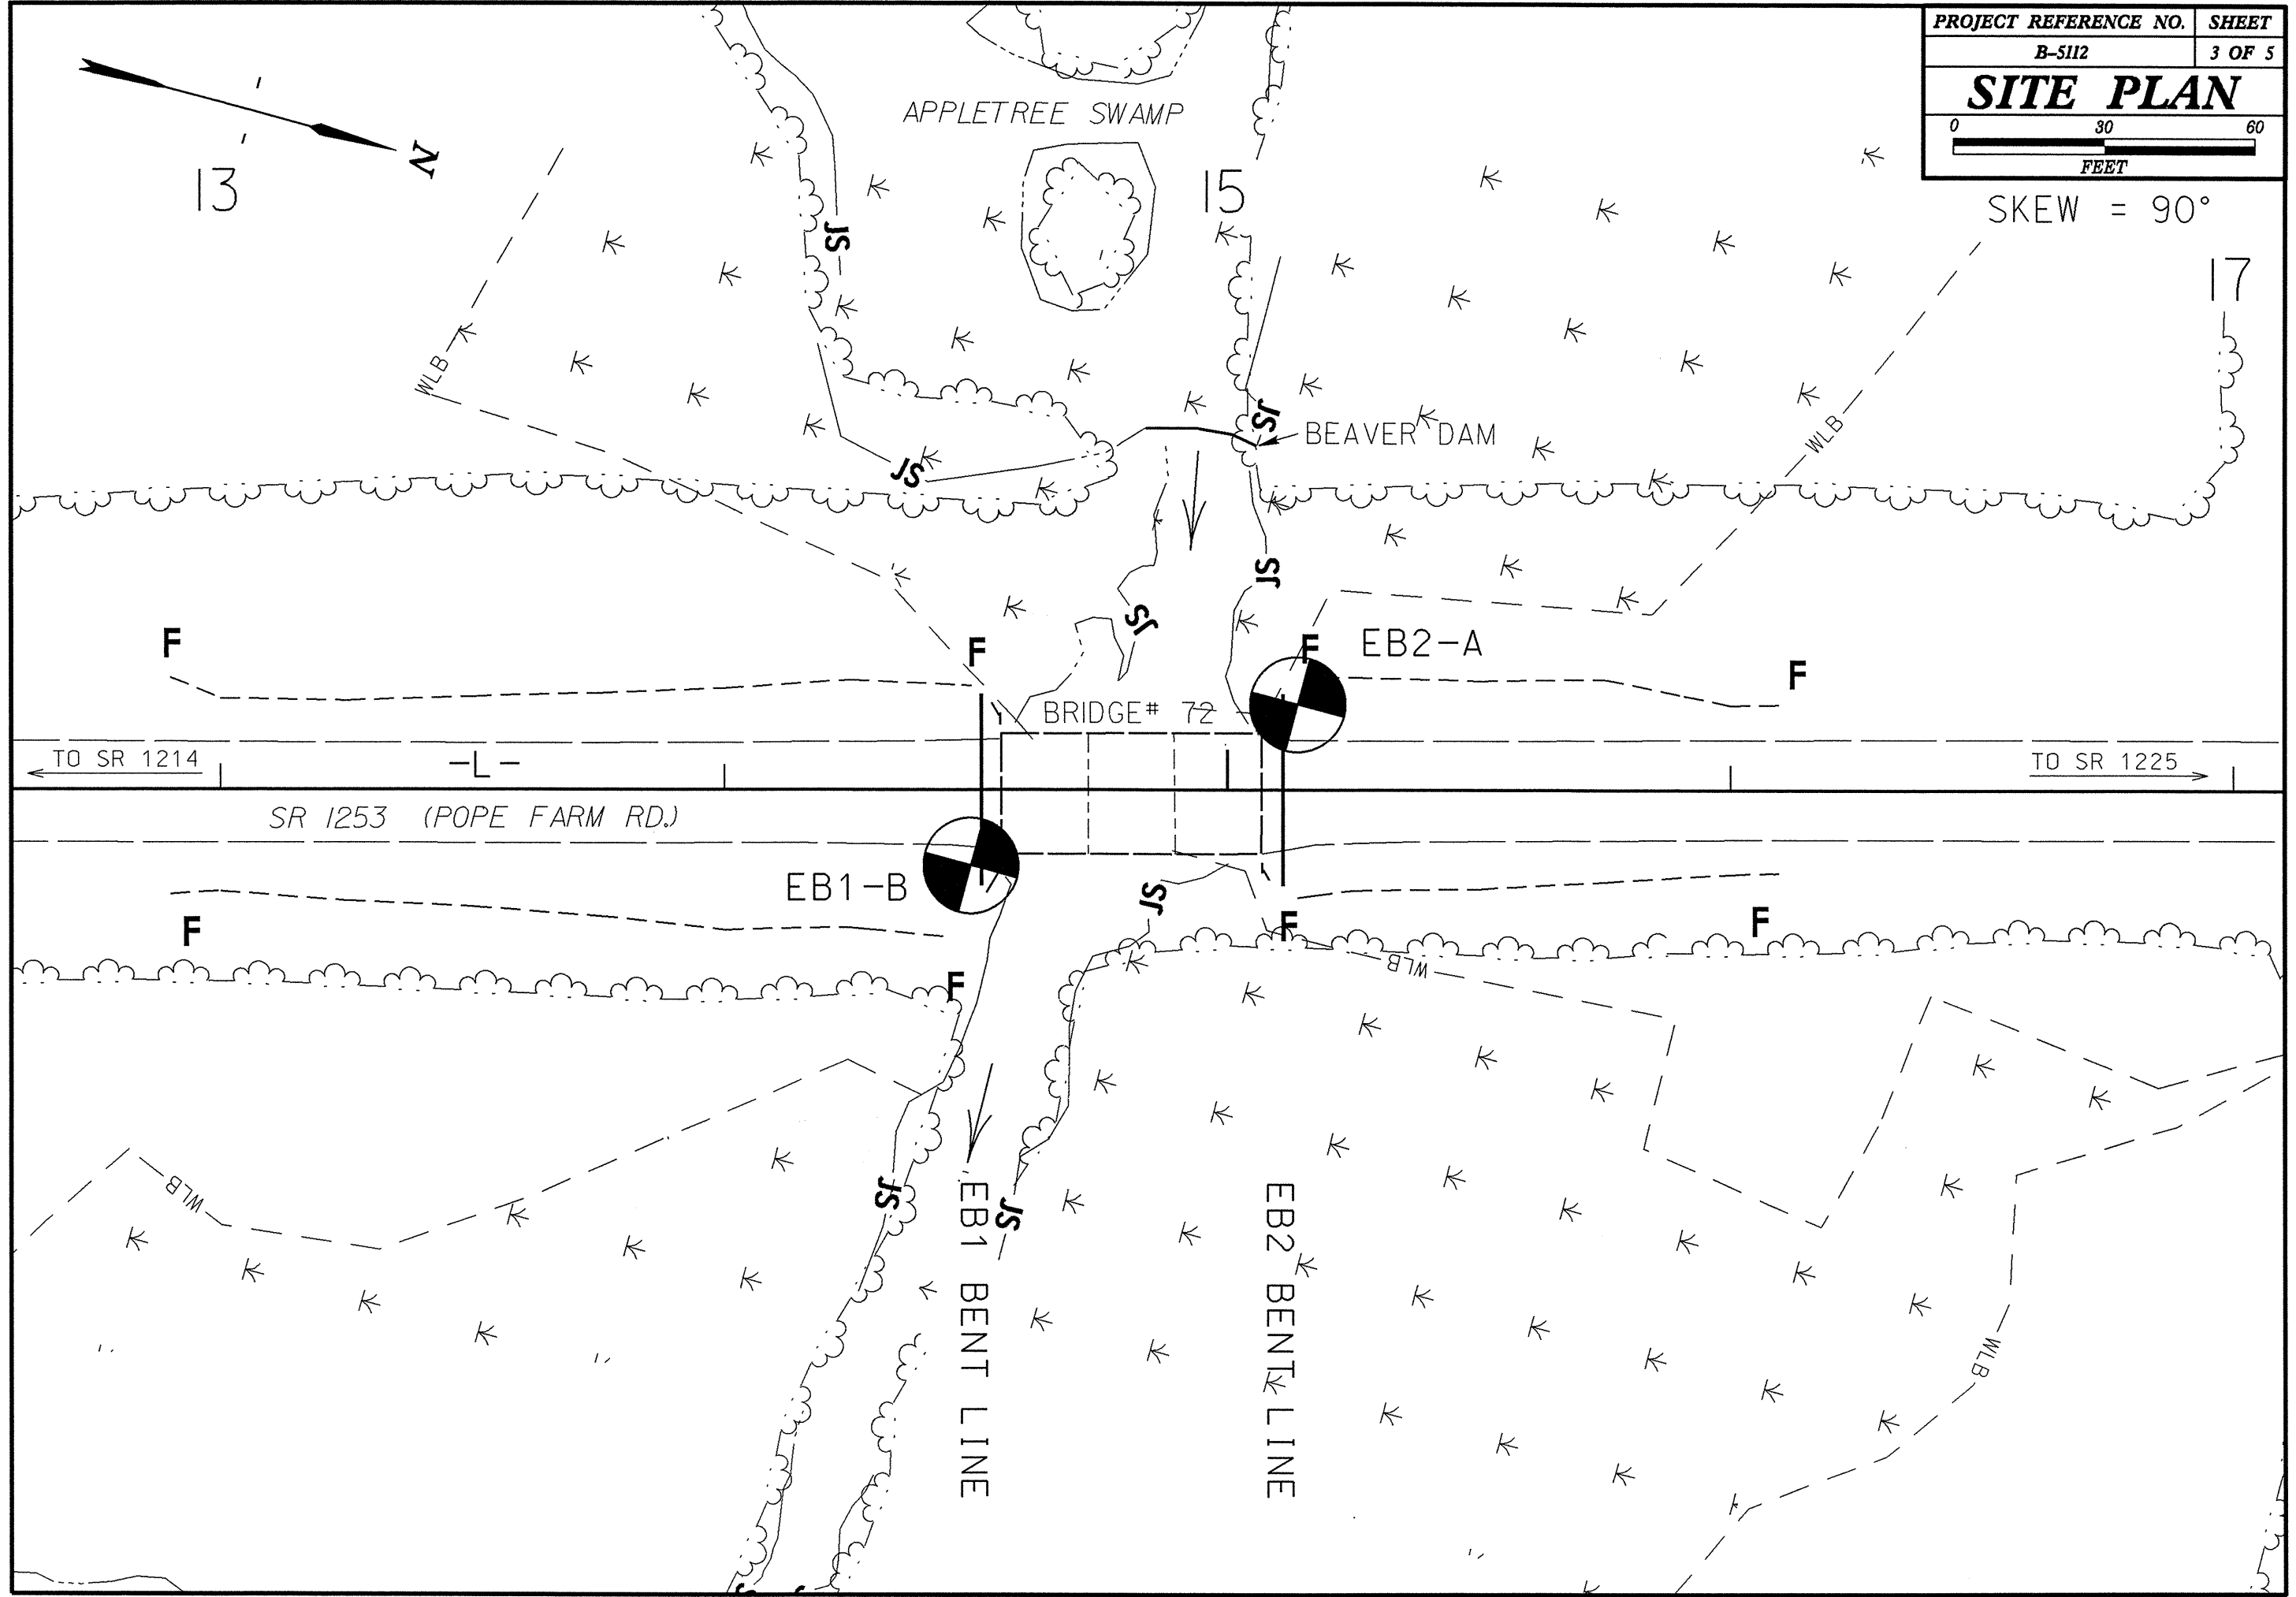 PROJECT REFERENCE NO. SHEET
B-5112 3 OF 5
SITE PLAN
0 30 60
FEET
SKEW = 90°
N
13
15
17
APPLETREE SWAMP
JS
WLB
JS
JS
BEAVER DAM
WLB
JS
JS
F
F
F
EB2-A
F
BRIDGE# 72
TO SR 1214
-L-
TO SR 1225
SR 1253 (POPE FARM RD.)
EB1-B
JS
F
F
F
WLB
F
WLB
JS
JS
EB1 BENT LINE
EB2 BENT LINE
WLB